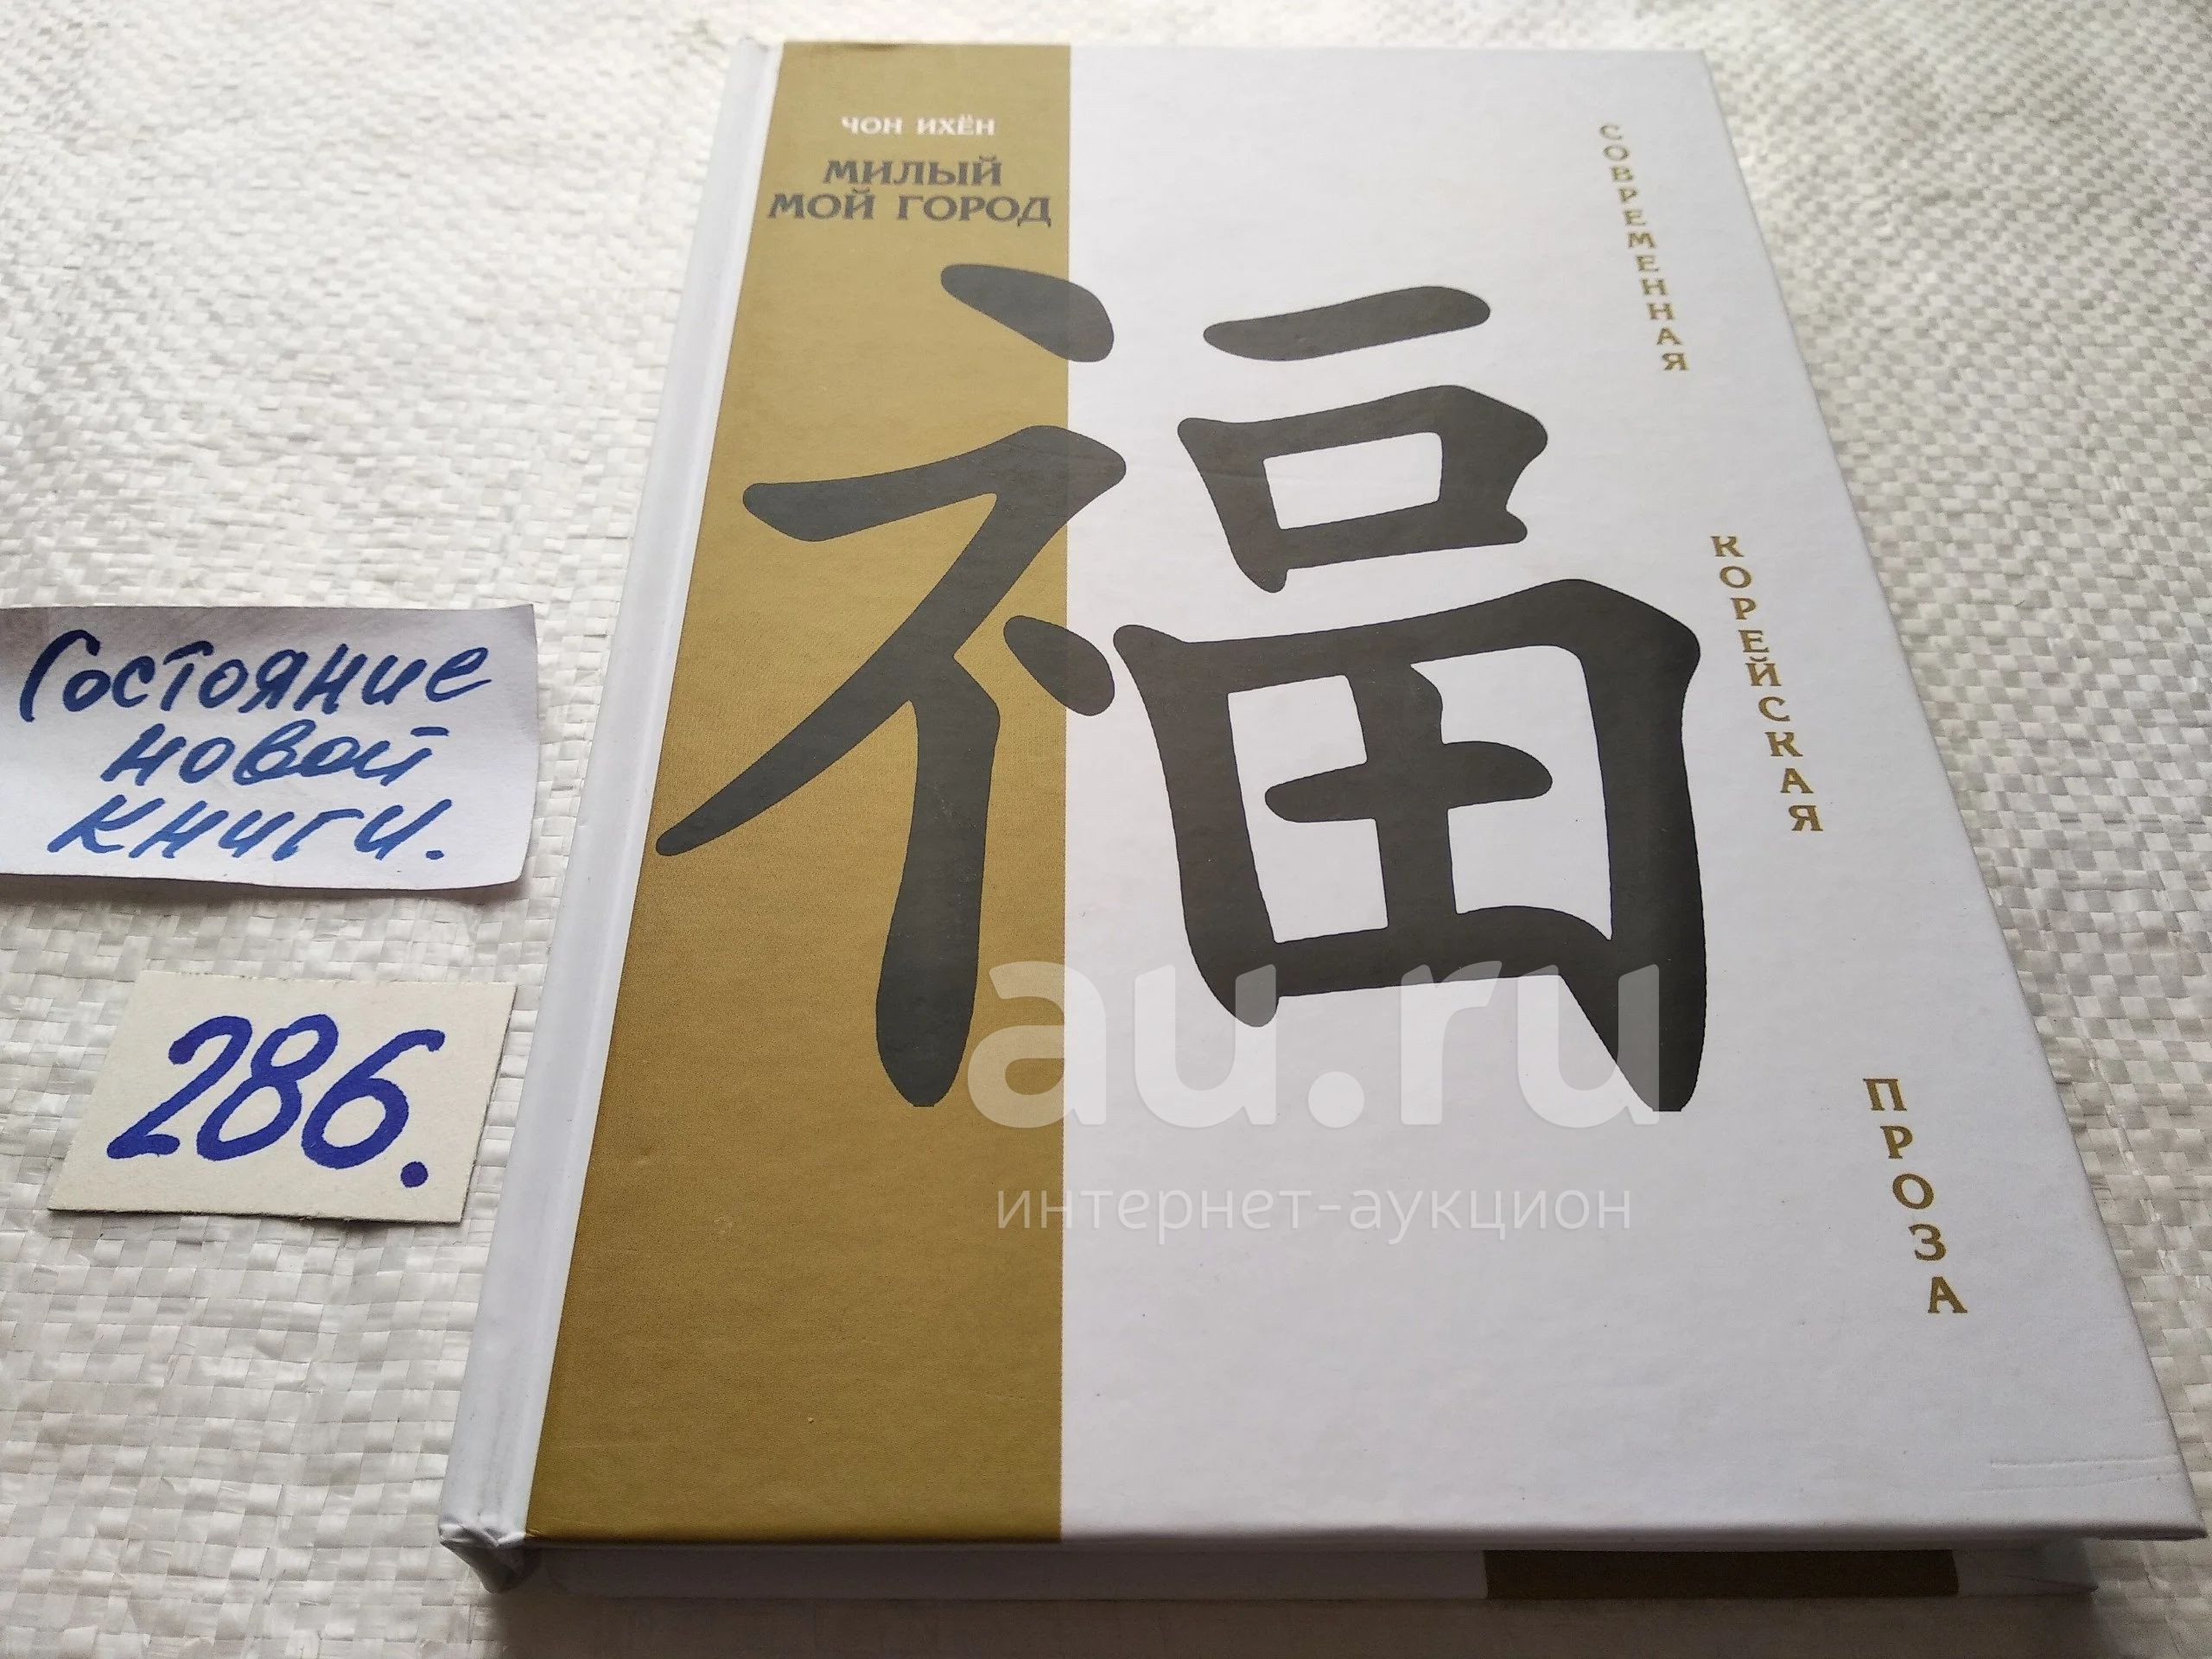 ЧОН ИХЁН
МИЛЫЙ
МОЙ ГОРОД
福
СОВРЕМЕННАЯ
КОРЕЙСКАЯ
ПРОЗА
Состояние
новой
книги.
286.
au.ru
интернет-аукцион